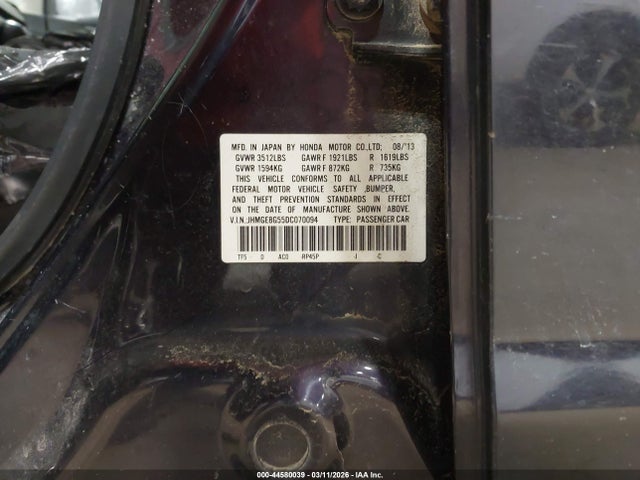 MFD. IN JAPAN BY HONDA MOTOR CO.,LTD; 08/'13
GVWR 3512LBS GAWR F 1921LBS R 1619LBS
GVWR 1594KG GAWR F 872KG R 735KG
THIS VEHICLE CONFORMS TO ALL APPLICABLE
FEDERAL MOTOR VEHICLE SAFETY ,BUMPER,
AND THEFT PREVENTION STANDARDS IN EFFECT
ON THE DATE OF MANUFACTURE SHOWN ABOVE.
V.I.N.JHMGE8G55DC070094 TYPE: PASSENGER CAR
TF5 0 AC0 RP45P J C
000-44580039 - 03/11/2026 - ©IAA Inc.